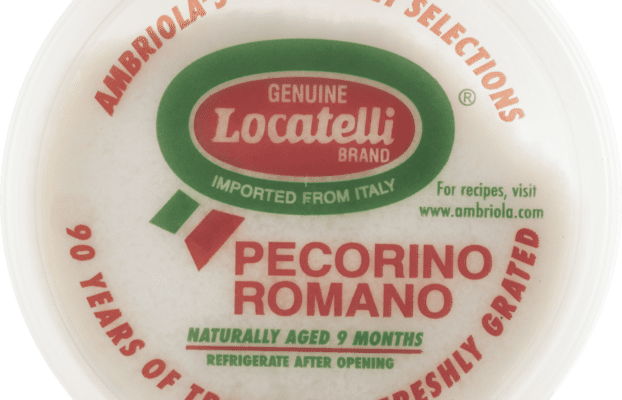 AMBRIOLA'S
SELECTIONS
GENUINE
Locatelli
BRAND
®
IMPORTED FROM ITALY
For recipes, visit
www.ambriola.com
PECORINO
ROMANO
NATURALLY AGED 9 MONTHS
REFRIGERATE AFTER OPENING
90 YEARS OF
GRATED